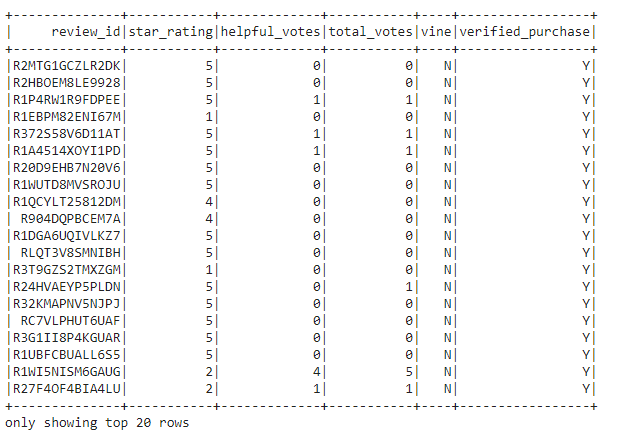 +--------------+-----------+-------------+-----------+----+-----------------+
|     review_id|star_rating|helpful_votes|total_votes|vine|verified_purchase|
+--------------+-----------+-------------+-----------+----+-----------------+
|R2MTG1GCZLR2DK|          5|            0|          0|   N|                Y|
|R2HBOEM8LE9928|          5|            0|          0|   N|                Y|
|R1P4RW1R9FDPEE|          5|            1|          1|   N|                Y|
|R1EBPM82ENI67M|          1|            0|          0|   N|                Y|
|R372S58V6D11AT|          5|            1|          1|   N|                Y|
|R1A4514XOYI1PD|          5|            1|          1|   N|                Y|
|R20D9EHB7N20V6|          5|            0|          0|   N|                Y|
|R1WUTD8MVSROJU|          5|            0|          0|   N|                Y|
|R1QCYLT25812DM|          4|            0|          0|   N|                Y|
| R904DQPBCEM7A|          4|            0|          0|   N|                Y|
|R1DGA6UQIVLKZ7|          5|            0|          0|   N|                Y|
| RLQT3V8SMNIBH|          5|            0|          0|   N|                Y|
|R3T9GZS2TMXZGM|          1|            0|          0|   N|                Y|
|R24HVAEYP5PLDN|          5|            0|          1|   N|                Y|
|R32KMAPNV5NJPJ|          5|            0|          0|   N|                Y|
| RC7VLPHUT6UAF|          5|            0|          0|   N|                Y|
|R3G1II8P4KGUAR|          5|            0|          0|   N|                Y|
|R1UBFCBUALL6S5|          5|            0|          0|   N|                Y|
|R1WI5NISM6GAUG|          2|            4|          5|   N|                Y|
|R27F4OF4BIA4LU|          2|            1|          1|   N|                Y|
+--------------+-----------+-------------+-----------+----+-----------------+
only showing top 20 rows